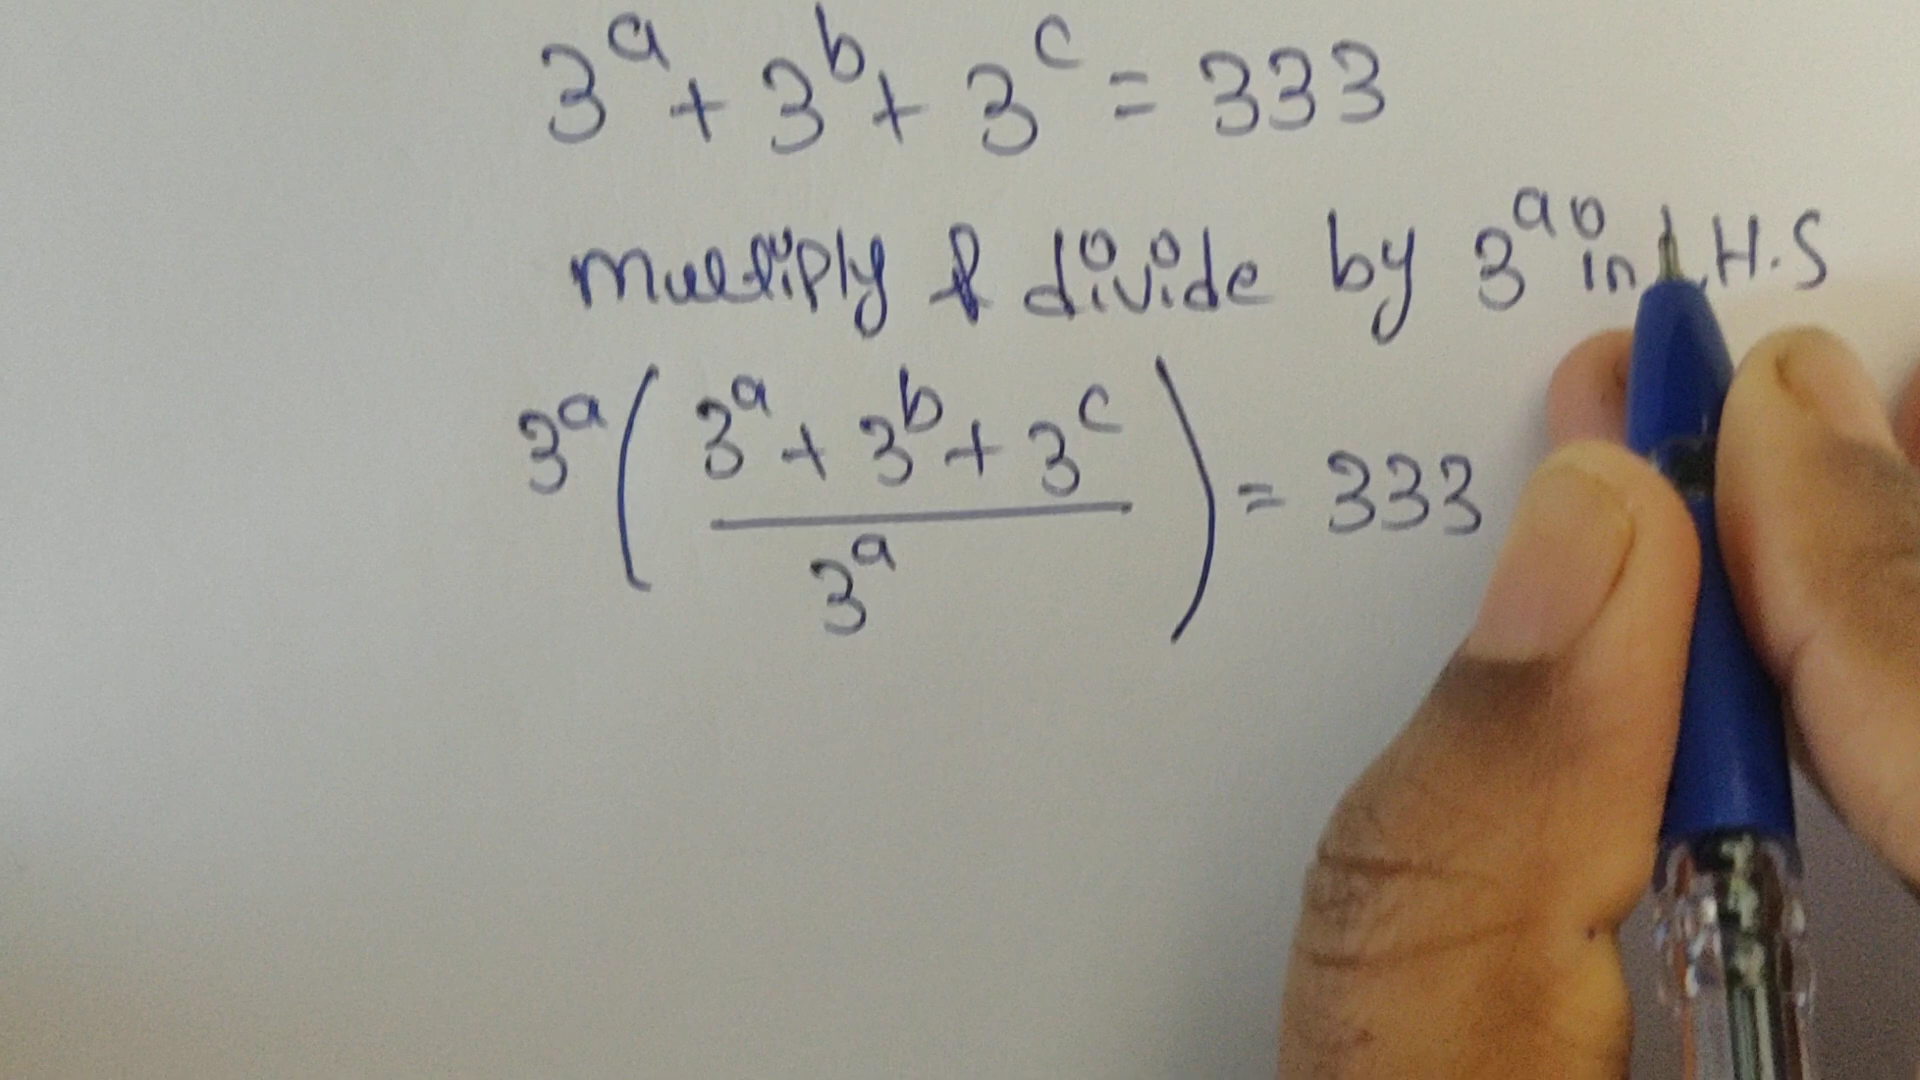 3^a + 3^b + 3^c = 333
multiply & divide by 3^a in L.H.S
3^a ( (3^a + 3^b + 3^c) / 3^a ) = 333